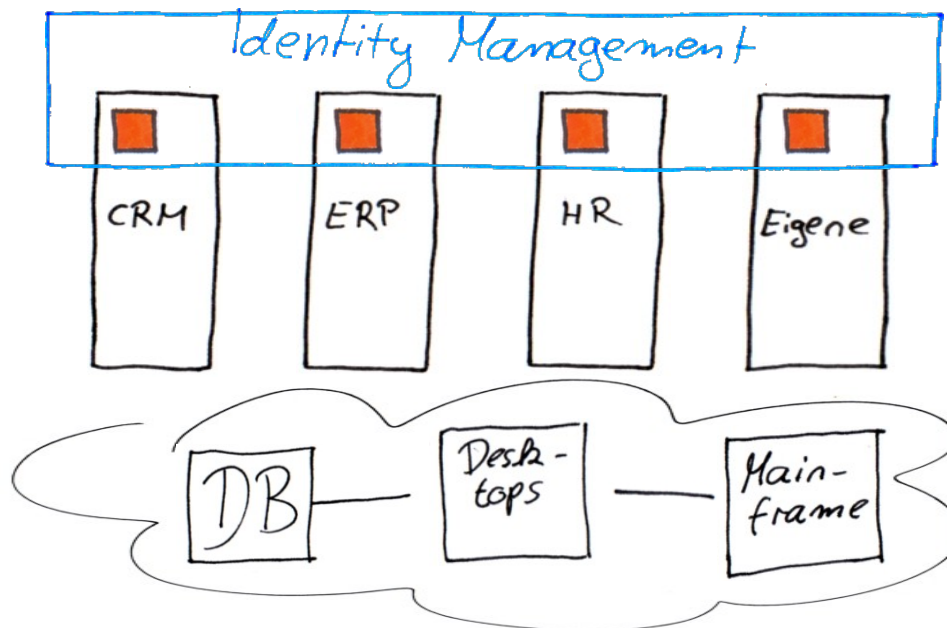 Identity Management
CRM
ERP
HR
Eigene
DB
Desk-
tops
Main-
frame